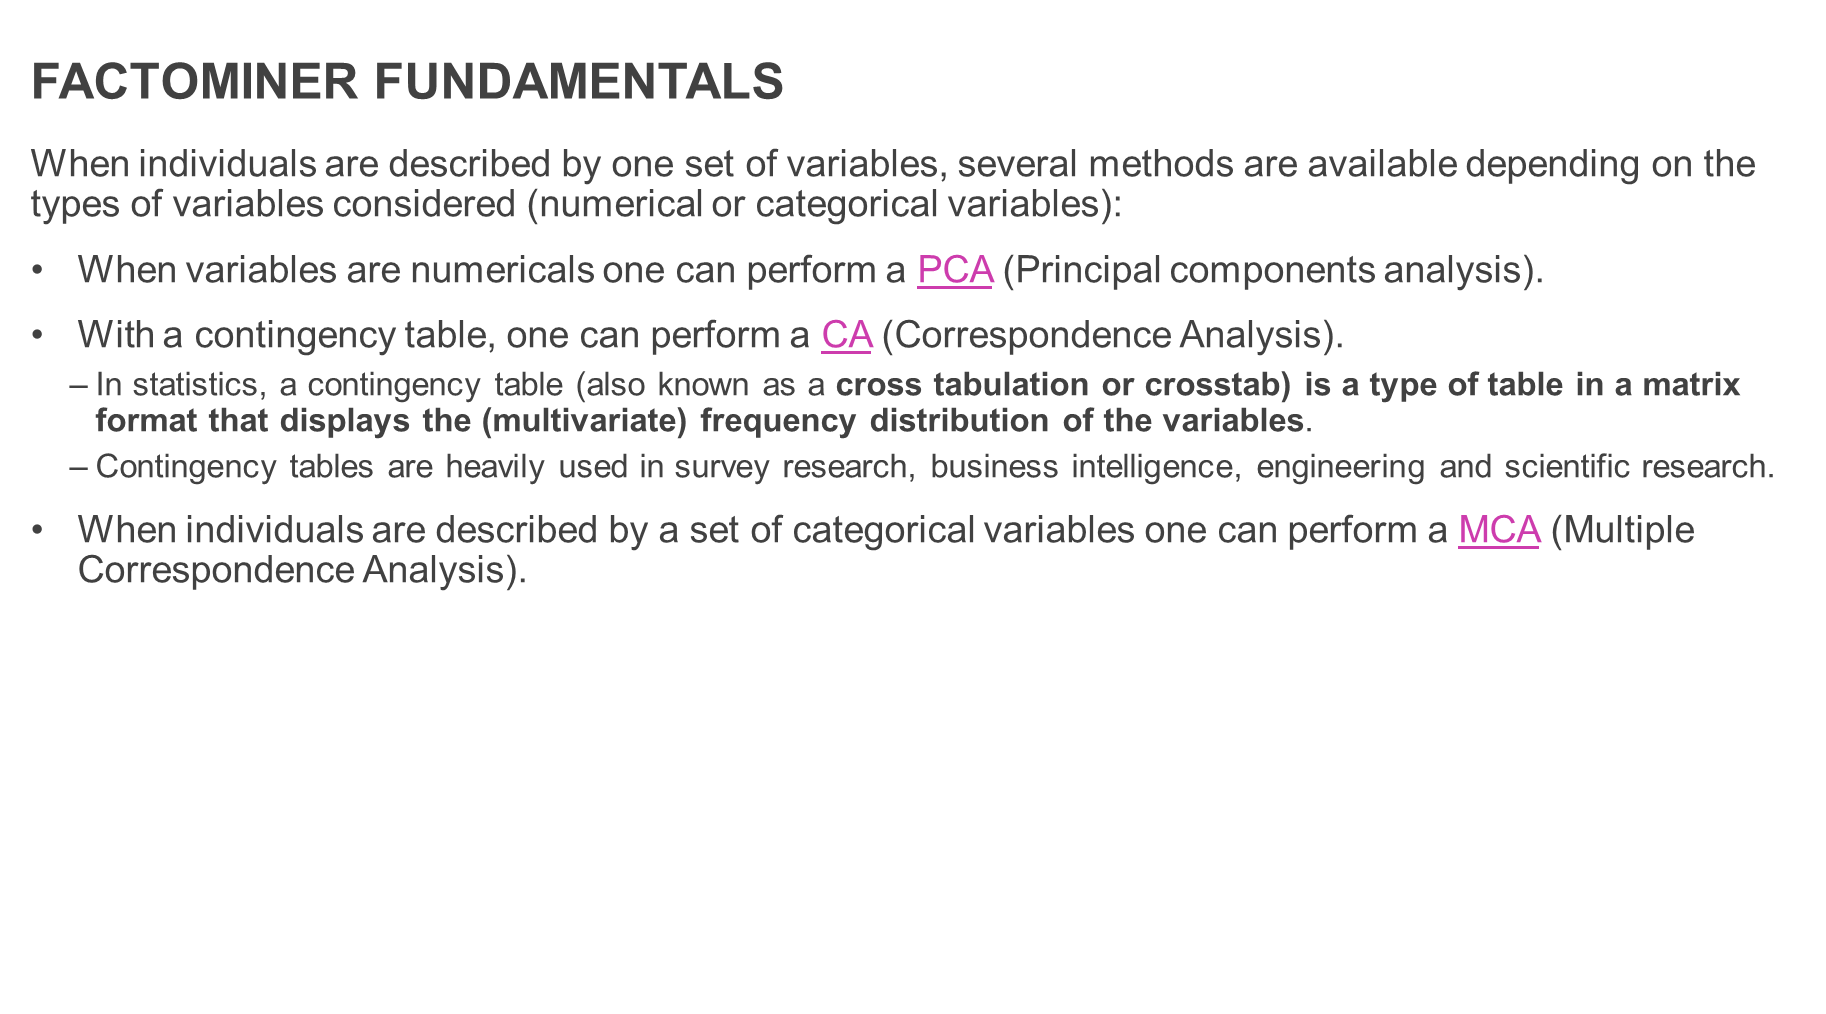 FACTOMINER FUNDAMENTALS
When individuals are described by one set of variables, several methods are available depending on the
types of variables considered (numerical or categorical variables):
• When variables are numericals one can perform a PCA (Principal components analysis).
• With a contingency table, one can perform a CA (Correspondence Analysis).
– In statistics, a contingency table (also known as a cross tabulation or crosstab) is a type of table in a matrix
format that displays the (multivariate) frequency distribution of the variables.
– Contingency tables are heavily used in survey research, business intelligence, engineering and scientific research.
• When individuals are described by a set of categorical variables one can perform a MCA (Multiple
Correspondence Analysis).